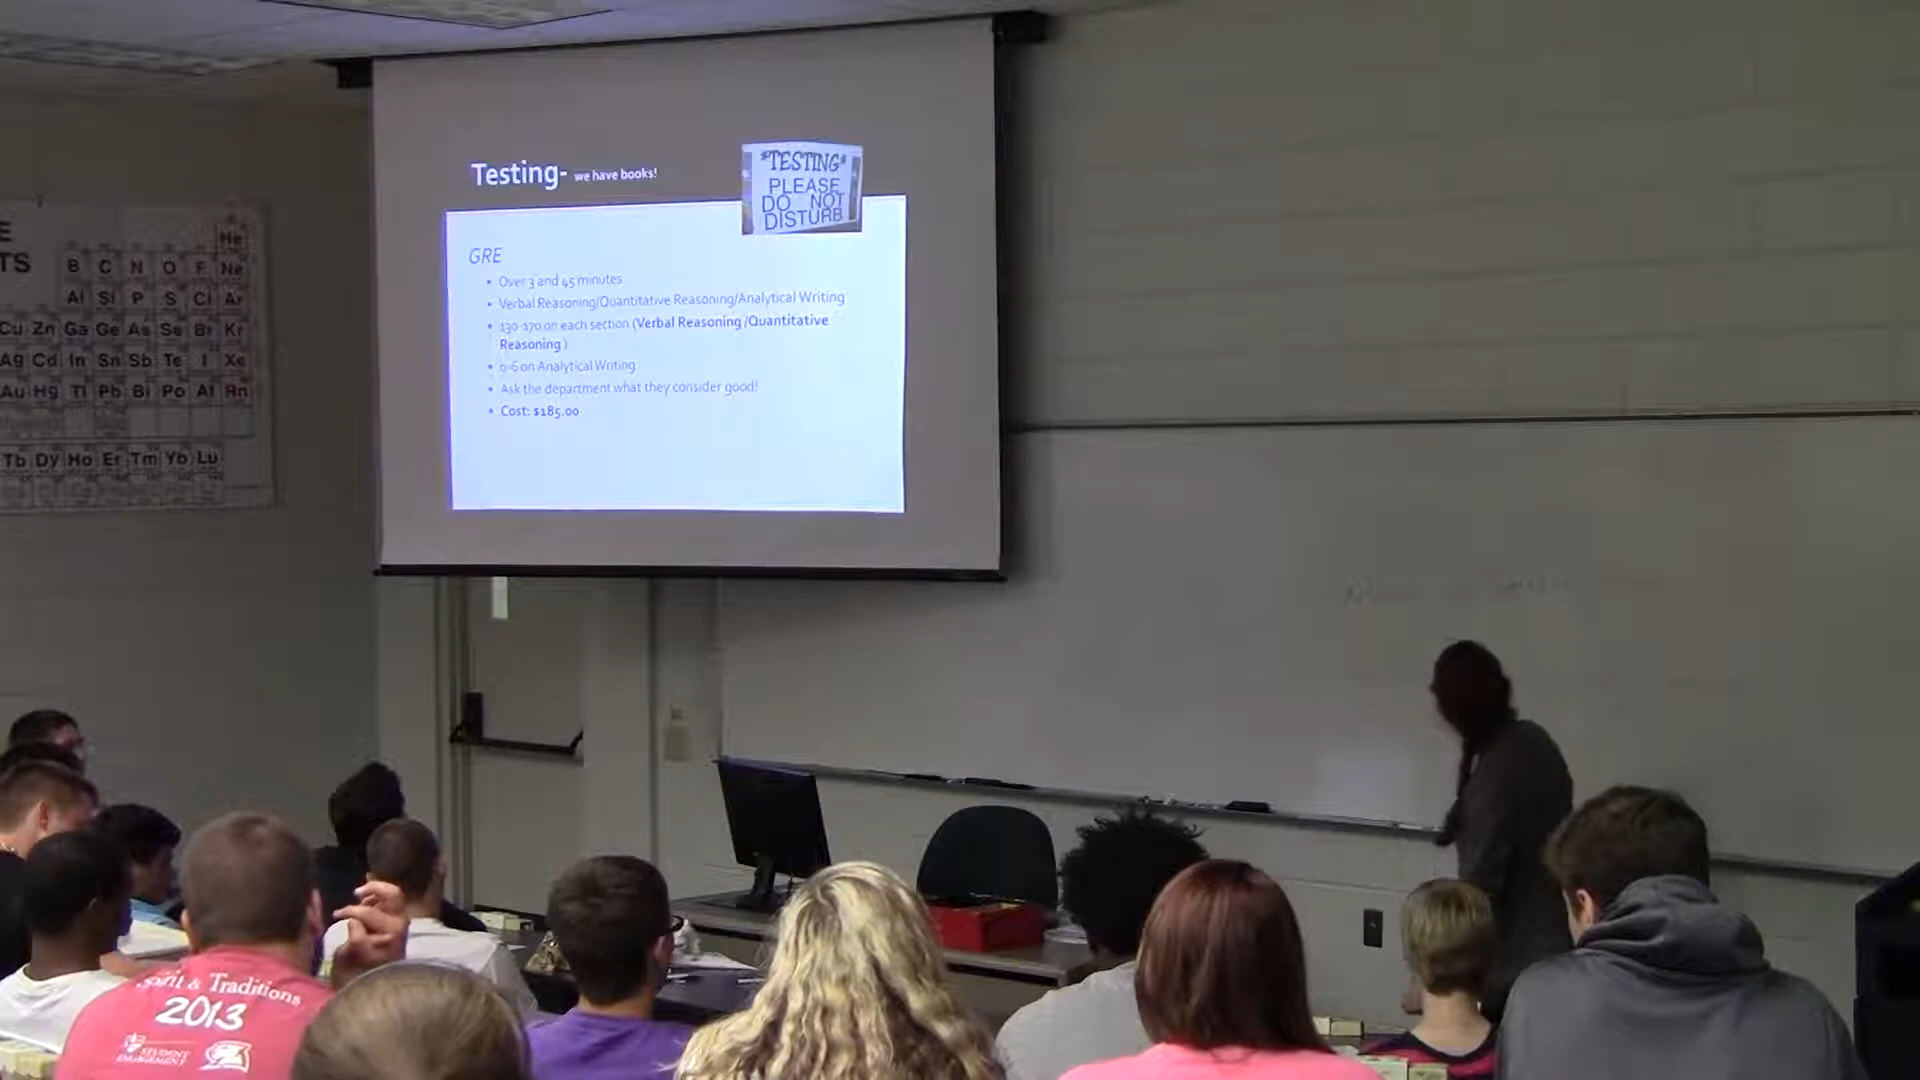 Testing- we have books!
*TESTING*
PLEASE
DO NOT
DISTURB
GRE
• Over 3 and 45 minutes
• Verbal Reasoning/Quantitative Reasoning/Analytical Writing
• 130-170 on each section (Verbal Reasoning /Quantitative
Reasoning )
• 0-6 on Analytical Writing
• Ask the department what they consider good!
• Cost: $185.00
E
TS
He
B C N O F Ne
Al Si P S Cl Ar
Cu Zn Ga Ge As Se Br Kr
Ag Cd In Sn Sb Te I Xe
Au Hg Tl Pb Bi Po At Rn
Tb Dy Ho Er Tm Yb Lu
Spirit & Traditions
2013
STUDENT
ENGAGEMENT